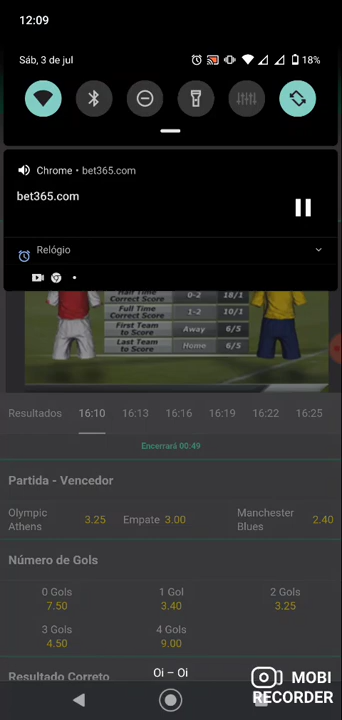 12:09
Sáb, 3 de jul
18%
Chrome • bet365.com
bet365.com
Relógio
Half Time Correct Score 0-2 18/1
Full Time Correct Score 1-2 10/1
First Team to Score Away 6/5
Last Team to Score Home 6/5
Resultados 16:10 16:13 16:16 16:19 16:22 16:25
Encerrará 00:49
Partida - Vencedor
Olympic Athens 3.25 Empate 3.00 Manchester Blues 2.40
Número de Gols
0 Gols 1 Gol 2 Gols
7.50 3.40 3.25
3 Gols 4 Gols
4.50 9.00
Resultado Correto
Oi – Oi
MOBI
RECORDER